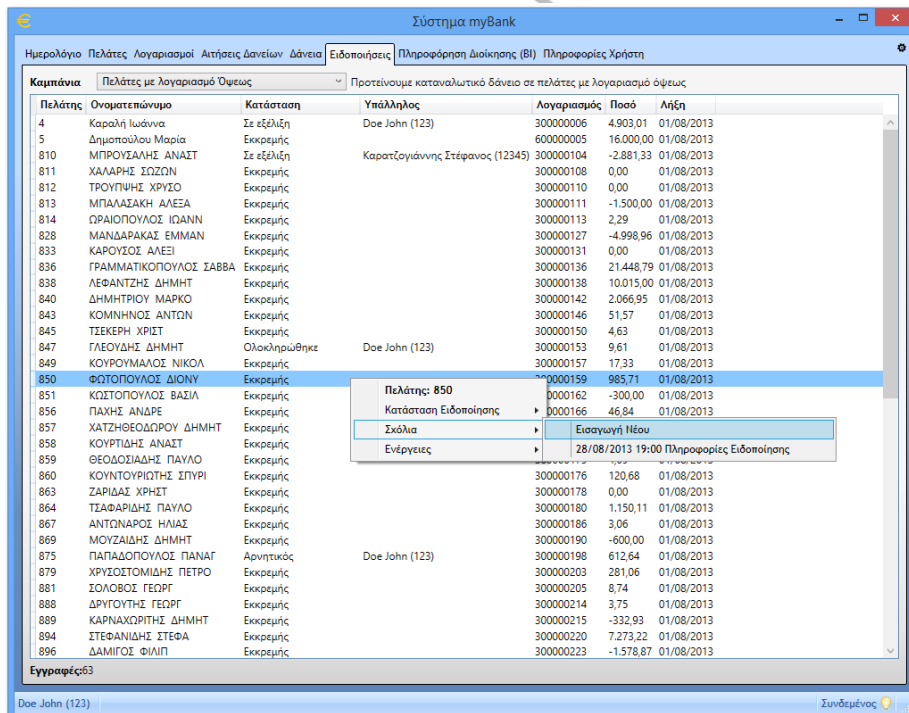 Σύστημα myBank
Ημερολόγιο Πελάτες Λογαριασμοί Αιτήσεις Δανείων Δάνεια Ειδοποιήσεις Πληροφόρηση Διοίκησης (BI) Πληροφορίες Χρήστη
Καμπάνια Πελάτες με λογαριασμό Όψεως Προτείνουμε καταναλωτικό δάνειο σε πελάτες με λογαριασμό όψεως
Πελάτης Ονοματεπώνυμο Κατάσταση Υπάλληλος Λογαριασμός Ποσό Λήξη
4 Καραλή Ιωάννα Σε εξέλιξη Doe John (123) 300000006 4.903,01 01/08/2013
5 Δημοπούλου Μαρία Εκκρεμής 600000005 16.000,00 01/08/2013
810 ΜΠΡΟΥΣΑΛΗΣ ΑΝΑΣΤ Σε εξέλιξη Καρατζογιάννης Στέφανος (12345) 300000104 -2.881,33 01/08/2013
811 ΧΑΛΑΡΗΣ ΣΩΖΩΝ Εκκρεμής 300000108 0,00 01/08/2013
812 ΤΡΟΥΠΨΗΣ ΧΡΥΣΟ Εκκρεμής 300000110 0,00 01/08/2013
813 ΜΠΑΛΑΣΑΚΗ ΑΛΕΞΑ Εκκρεμής 300000111 -1.500,00 01/08/2013
814 ΩΡΑΙΟΠΟΥΛΟΣ ΙΩΑΝΝ Εκκρεμής 300000113 2,29 01/08/2013
828 ΜΑΝΔΑΡΑΚΑΣ ΕΜΜΑΝ Εκκρεμής 300000127 -4.998,96 01/08/2013
833 ΚΑΡΟΥΣΟΣ ΑΛΕΞΙ Εκκρεμής 300000131 0,00 01/08/2013
836 ΓΡΑΜΜΑΤΙΚΟΠΟΥΛΟΣ ΣΑΒΒΑ Εκκρεμής 300000136 21.448,79 01/08/2013
838 ΛΕΦΑΝΤΖΗΣ ΔΗΜΗΤ Εκκρεμής 300000138 10.015,00 01/08/2013
840 ΔΗΜΗΤΡΙΟΥ ΜΑΡΚΟ Εκκρεμής 300000142 2.066,95 01/08/2013
843 ΚΟΜΝΗΝΟΣ ΑΝΤΩΝ Εκκρεμής 300000146 51,57 01/08/2013
845 ΤΣΕΚΕΡΗ ΧΡΙΣΤ Εκκρεμής 300000150 4,63 01/08/2013
847 ΓΛΕΟΥΔΗΣ ΔΗΜΗΤ Ολοκληρώθηκε Doe John (123) 300000153 9,61 01/08/2013
849 ΚΟΥΡΟΥΜΑΛΟΣ ΝΙΚΟΛ Εκκρεμής 300000157 17,33 01/08/2013
850 ΦΩΤΟΠΟΥΛΟΣ ΔΙΟΝΥ Εκκρεμής 00000159 985,71 01/08/2013
Πελάτης: 850
851 ΚΩΣΤΟΠΟΥΛΟΣ ΒΑΣΙΛ Εκκρεμής 00000162 -300,00 01/08/2013
856 ΠΑΧΗΣ ΑΝΔΡΕ Εκκρεμής Κατάσταση Ειδοποίησης 00000166 46,84 01/08/2013
857 ΧΑΤΖΗΘΕΟΔΩΡΟΥ ΔΗΜΗΤ Εκκρεμής Σχόλια Εισαγωγή Νέου
858 ΚΟΥΡΤΙΔΗΣ ΑΝΑΣΤ Εκκρεμής Ενέργειες 28/08/2013 19:00 Πληροφορίες Ειδοποίησης
859 ΘΕΟΔΟΣΙΑΔΗΣ ΠΑΥΛΟ Εκκρεμής
860 ΚΟΥΝΤΟΥΡΙΩΤΗΣ ΣΠΥΡΙ Εκκρεμής 300000176 120,68 01/08/2013
863 ΖΑΡΙΔΑΣ ΧΡΗΣΤ Εκκρεμής 300000178 0,00 01/08/2013
864 ΤΣΑΦΑΡΙΔΗΣ ΠΑΥΛΟ Εκκρεμής 300000180 1.150,11 01/08/2013
867 ΑΝΤΩΝΑΡΟΣ ΗΛΙΑΣ Εκκρεμής 300000186 3,06 01/08/2013
869 ΜΟΥΖΑΙΔΗΣ ΔΗΜΗΤ Εκκρεμής 300000190 -600,00 01/08/2013
875 ΠΑΠΑΔΟΠΟΥΛΟΣ ΠΑΝΑΓ Αρνητικός Doe John (123) 300000198 612,64 01/08/2013
879 ΧΡΥΣΟΣΤΟΜΙΔΗΣ ΠΕΤΡΟ Εκκρεμής 300000203 281,06 01/08/2013
881 ΣΟΛΟΒΟΣ ΓΕΩΡΓ Εκκρεμής 300000205 8,74 01/08/2013
888 ΔΡΥΓΟΥΤΗΣ ΓΕΩΡΓ Εκκρεμής 300000214 3,75 01/08/2013
889 ΚΑΡΝΑΧΩΡΙΤΗΣ ΔΗΜΗΤ Εκκρεμής 300000215 -332,93 01/08/2013
894 ΣΤΕΦΑΝΙΔΗΣ ΣΤΕΦΑ Εκκρεμής 300000220 7.273,22 01/08/2013
896 ΔΑΜΙΓΟΣ ΦΙΛΙΠ Εκκρεμής 300000223 -1.578,87 01/08/2013
Εγγραφές:63
Doe John (123) Συνδεμένος